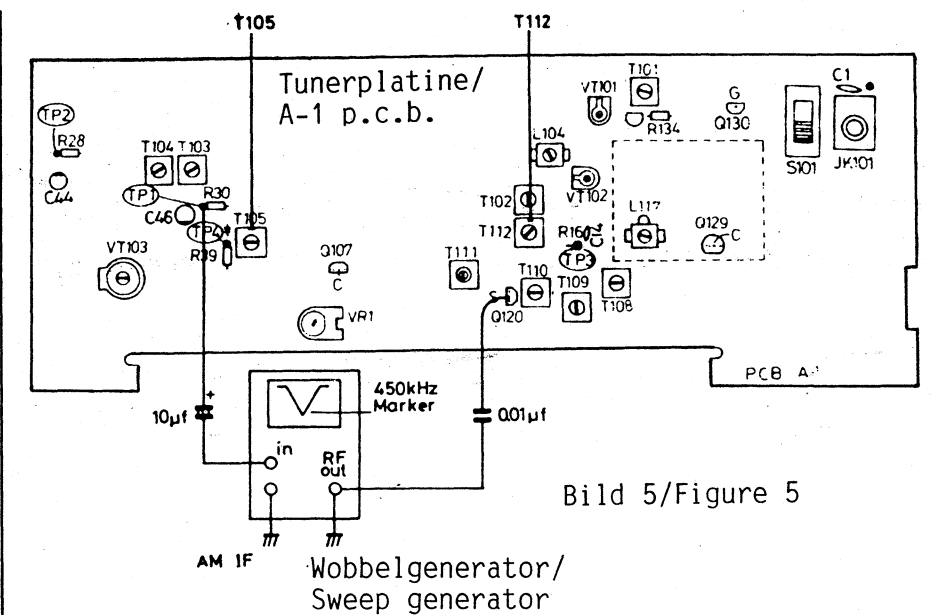 T105
T112
Tunerplatine/
A-1 p.c.b.
TP2
R28
C44
T104 T103
TP1
R30
C46
TP4
T105
R39
VT103
Q107
C
VR1
T111
L104
T102
T112
VT101
T101
R134
G
Q130
C1
S101
JK101
VT102
L117
Q129
C
C14
TP3
T110
T109
T108
Q120
PCB A-1
10µf
+
450kHz
Marker
0.01µf
in
RF
out
AM IF
Bild 5/Figure 5
Wobbelgenerator/
Sweep generator